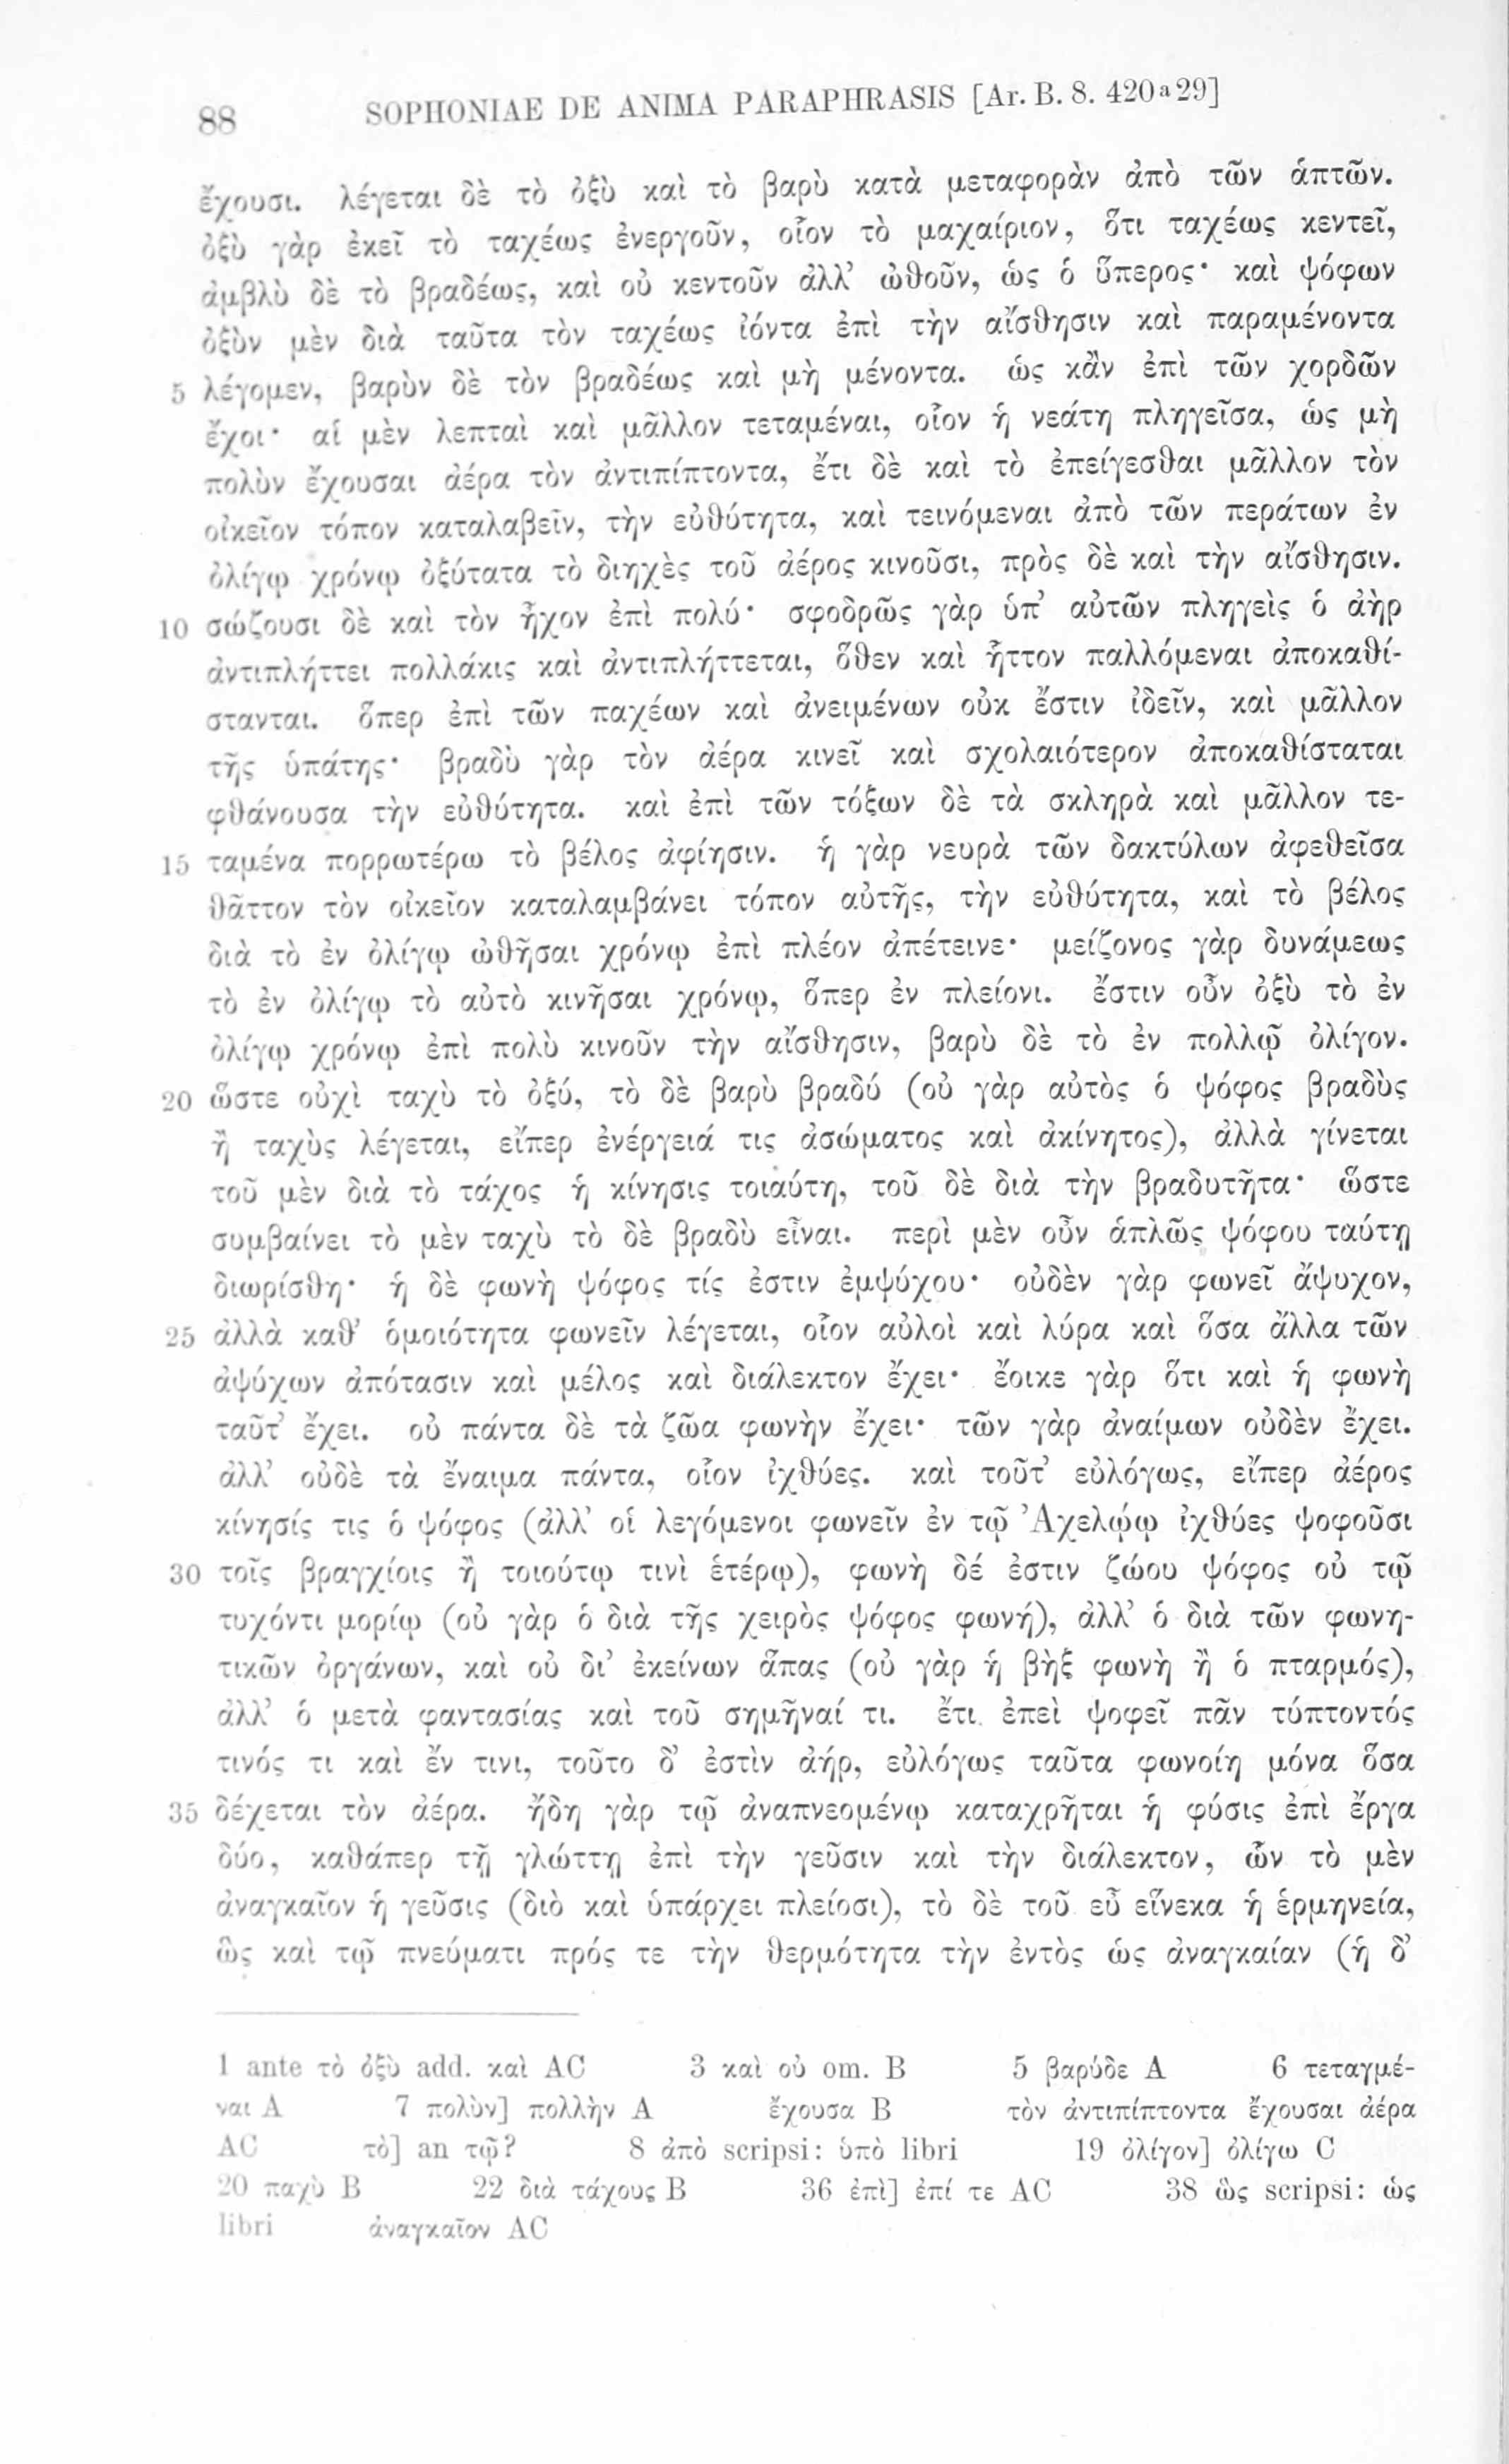 88 SOPHONIAE DE ANIMA PARAPHRASIS [Ar. B. 8. 420ᵃ29]
ἔχουσι. λέγεται δὲ τὸ ὀξὺ καὶ τὸ βαρὺ κατὰ μεταφορὰν ἀπὸ τῶν ἁπτῶν.
ὀξὺ γὰρ ἐκεῖ τὸ ταχέως ἐνεργοῦν, οἷον τὸ μαχαίριον, ὅτι ταχέως κεντεῖ,
ἀμβλὺ δὲ τὸ βραδέως, καὶ οὐ κεντοῦν ἀλλ’ ὠθοῦν, ὡς ὁ ὕπερος· καὶ ψόφων
ὀξὺν μὲν διὰ ταῦτα τὸν ταχέως ἰόντα ἐπὶ τὴν αἴσθησιν καὶ παραμένοντα
5 λέγομεν, βαρὺν δὲ τὸν βραδέως καὶ μὴ μένοντα. ὡς κἂν ἐπὶ τῶν χορδῶν
ἔχοι· αἱ μὲν λεπταὶ καὶ μᾶλλον τεταμέναι, οἷον ἡ νεάτη πληγεῖσα, ὡς μὴ
πολὺν ἔχουσαι ἀέρα τὸν ἀντιπίπτοντα, ἔτι δὲ καὶ τὸ ἐπείγεσθαι μᾶλλον τὸν
οἰκεῖον τόπον καταλαβεῖν, τὴν εὐθύτητα, καὶ τεινόμεναι ἀπὸ τῶν περάτων ἐν
ὀλίγῳ χρόνῳ ὀξύτατα τὸ διηχὲς τοῦ ἀέρος κινοῦσι, πρὸς δὲ καὶ τὴν αἴσθησιν.
10 σώζουσι δὲ καὶ τὸν ἦχον ἐπὶ πολύ· σφοδρῶς γὰρ ὑπ’ αὐτῶν πληγεὶς ὁ ἀὴρ
ἀντιπλήττει πολλάκις καὶ ἀντιπλήττεται, ὅθεν καὶ ἧττον παλλόμεναι ἀποκαθί-
στανται. ὅπερ ἐπὶ τῶν παχέων καὶ ἀνειμένων οὐκ ἔστιν ἰδεῖν, καὶ μᾶλλον
τῆς ὑπάτης· βραδὺ γὰρ τὸν ἀέρα κινεῖ καὶ σχολαιότερον ἀποκαθίσταται
φθάνουσα τὴν εὐθύτητα. καὶ ἐπὶ τῶν τόξων δὲ τὰ σκληρὰ καὶ μᾶλλον τε-
15 ταμένα πορρωτέρω τὸ βέλος ἀφίησιν. ἡ γὰρ νευρὰ τῶν δακτύλων ἀφεθεῖσα
θᾶττον τὸν οἰκεῖον καταλαμβάνει τόπον αὐτῆς, τὴν εὐθύτητα, καὶ τὸ βέλος
διὰ τὸ ἐν ὀλίγῳ ὠθῆσαι χρόνῳ ἐπὶ πλέον ἀπέτεινε· μείζονος γὰρ δυνάμεως
τὸ ἐν ὀλίγῳ τὸ αὐτὸ κινῆσαι χρόνῳ, ὅπερ ἐν πλείονι. ἔστιν οὖν ὀξὺ τὸ ἐν
ὀλίγῳ χρόνῳ ἐπὶ πολὺ κινοῦν τὴν αἴσθησιν, βαρὺ δὲ τὸ ἐν πολλῷ ὀλίγον.
20 ὥστε οὐχὶ ταχὺ τὸ ὀξύ, τὸ δὲ βαρὺ βραδύ (οὐ γὰρ αὐτὸς ὁ ψόφος βραδὺς
ἢ ταχὺς λέγεται, εἴπερ ἐνέργειά τις ἀσώματος καὶ ἀκίνητος), ἀλλὰ γίνεται
τοῦ μὲν διὰ τὸ τάχος ἡ κίνησις τοιαύτη, τοῦ δὲ διὰ τὴν βραδυτῆτα· ὥστε
συμβαίνει τὸ μὲν ταχὺ τὸ δὲ βραδὺ εἶναι. περὶ μὲν οὖν ἁπλῶς ψόφου ταύτῃ
διωρίσθη· ἡ δὲ φωνὴ ψόφος τίς ἐστιν ἐμψύχου· οὐδὲν γὰρ φωνεῖ ἄψυχον,
25 ἀλλὰ καθ’ ὁμοιότητα φωνεῖν λέγεται, οἷον αὐλοὶ καὶ λύρα καὶ ὅσα ἄλλα τῶν
ἀψύχων ἀπότασιν καὶ μέλος καὶ διάλεκτον ἔχει· ἔοικε γὰρ ὅτι καὶ ἡ φωνὴ
ταῦτ’ ἔχει. οὐ πάντα δὲ τὰ ζῶα φωνὴν ἔχει· τῶν γὰρ ἀναίμων οὐδὲν ἔχει.
ἀλλ’ οὐδὲ τὰ ἔναιμα πάντα, οἷον ἰχθύες. καὶ τοῦτ’ εὐλόγως, εἴπερ ἀέρος
κίνησίς τις ὁ ψόφος (ἀλλ’ οἱ λεγόμενοι φωνεῖν ἐν τῷ Ἀχελῴῳ ἰχθύες ψοφοῦσι
30 τοῖς βραγχίοις ἢ τοιούτῳ τινὶ ἑτέρῳ), φωνὴ δέ ἐστιν ζώου ψόφος οὐ τῷ
τυχόντι μορίῳ (οὐ γὰρ ὁ διὰ τῆς χειρὸς ψόφος φωνή), ἀλλ’ ὁ διὰ τῶν φωνη-
τικῶν ὀργάνων, καὶ οὐ δι’ ἐκείνων ἅπας (οὐ γὰρ ἡ βὴξ φωνὴ ἢ ὁ πταρμός),
ἀλλ’ ὁ μετὰ φαντασίας καὶ τοῦ σημῆναί τι. ἔτι ἐπεὶ ψοφεῖ πᾶν τύπτοντός
τινός τι καὶ ἔν τινι, τοῦτο δ’ ἐστὶν ἀήρ, εὐλόγως ταῦτα φωνοίη μόνα ὅσα
35 δέχεται τὸν ἀέρα. ἤδη γὰρ τῷ ἀναπνεομένῳ καταχρῆται ἡ φύσις ἐπὶ ἔργα
δύο, καθάπερ τῇ γλώττῃ ἐπὶ τὴν γεῦσιν καὶ τὴν διάλεκτον, ὧν τὸ μὲν
ἀναγκαῖον ἡ γεῦσις (διὸ καὶ ὑπάρχει πλείοσι), τὸ δὲ τοῦ εὖ εἵνεκα ἡ ἑρμηνεία,
ὣς καὶ τῷ πνεύματι πρός τε τὴν θερμότητα τὴν ἐντὸς ὡς ἀναγκαίαν (ἡ δ’
1 ante τὸ ὀξὺ add. καὶ AC 3 καὶ οὐ om. B 5 βαρύδε A 6 τεταγμέ-
ναι A 7 πολὺν] πολλὴν A ἔχουσα B τὸν ἀντιπίπτοντα ἔχουσαι ἀέρα
AC τὸ] an τῷ? 8 ἀπὸ scripsi: ὑπὸ libri 19 ὀλίγον] ὀλίγω C
20 παχὺ B 22 διὰ τάχους B 36 ἐπὶ] ἐπί τε AC 38 ὣς scripsi: ὡς
libri ἀναγκαῖον AC